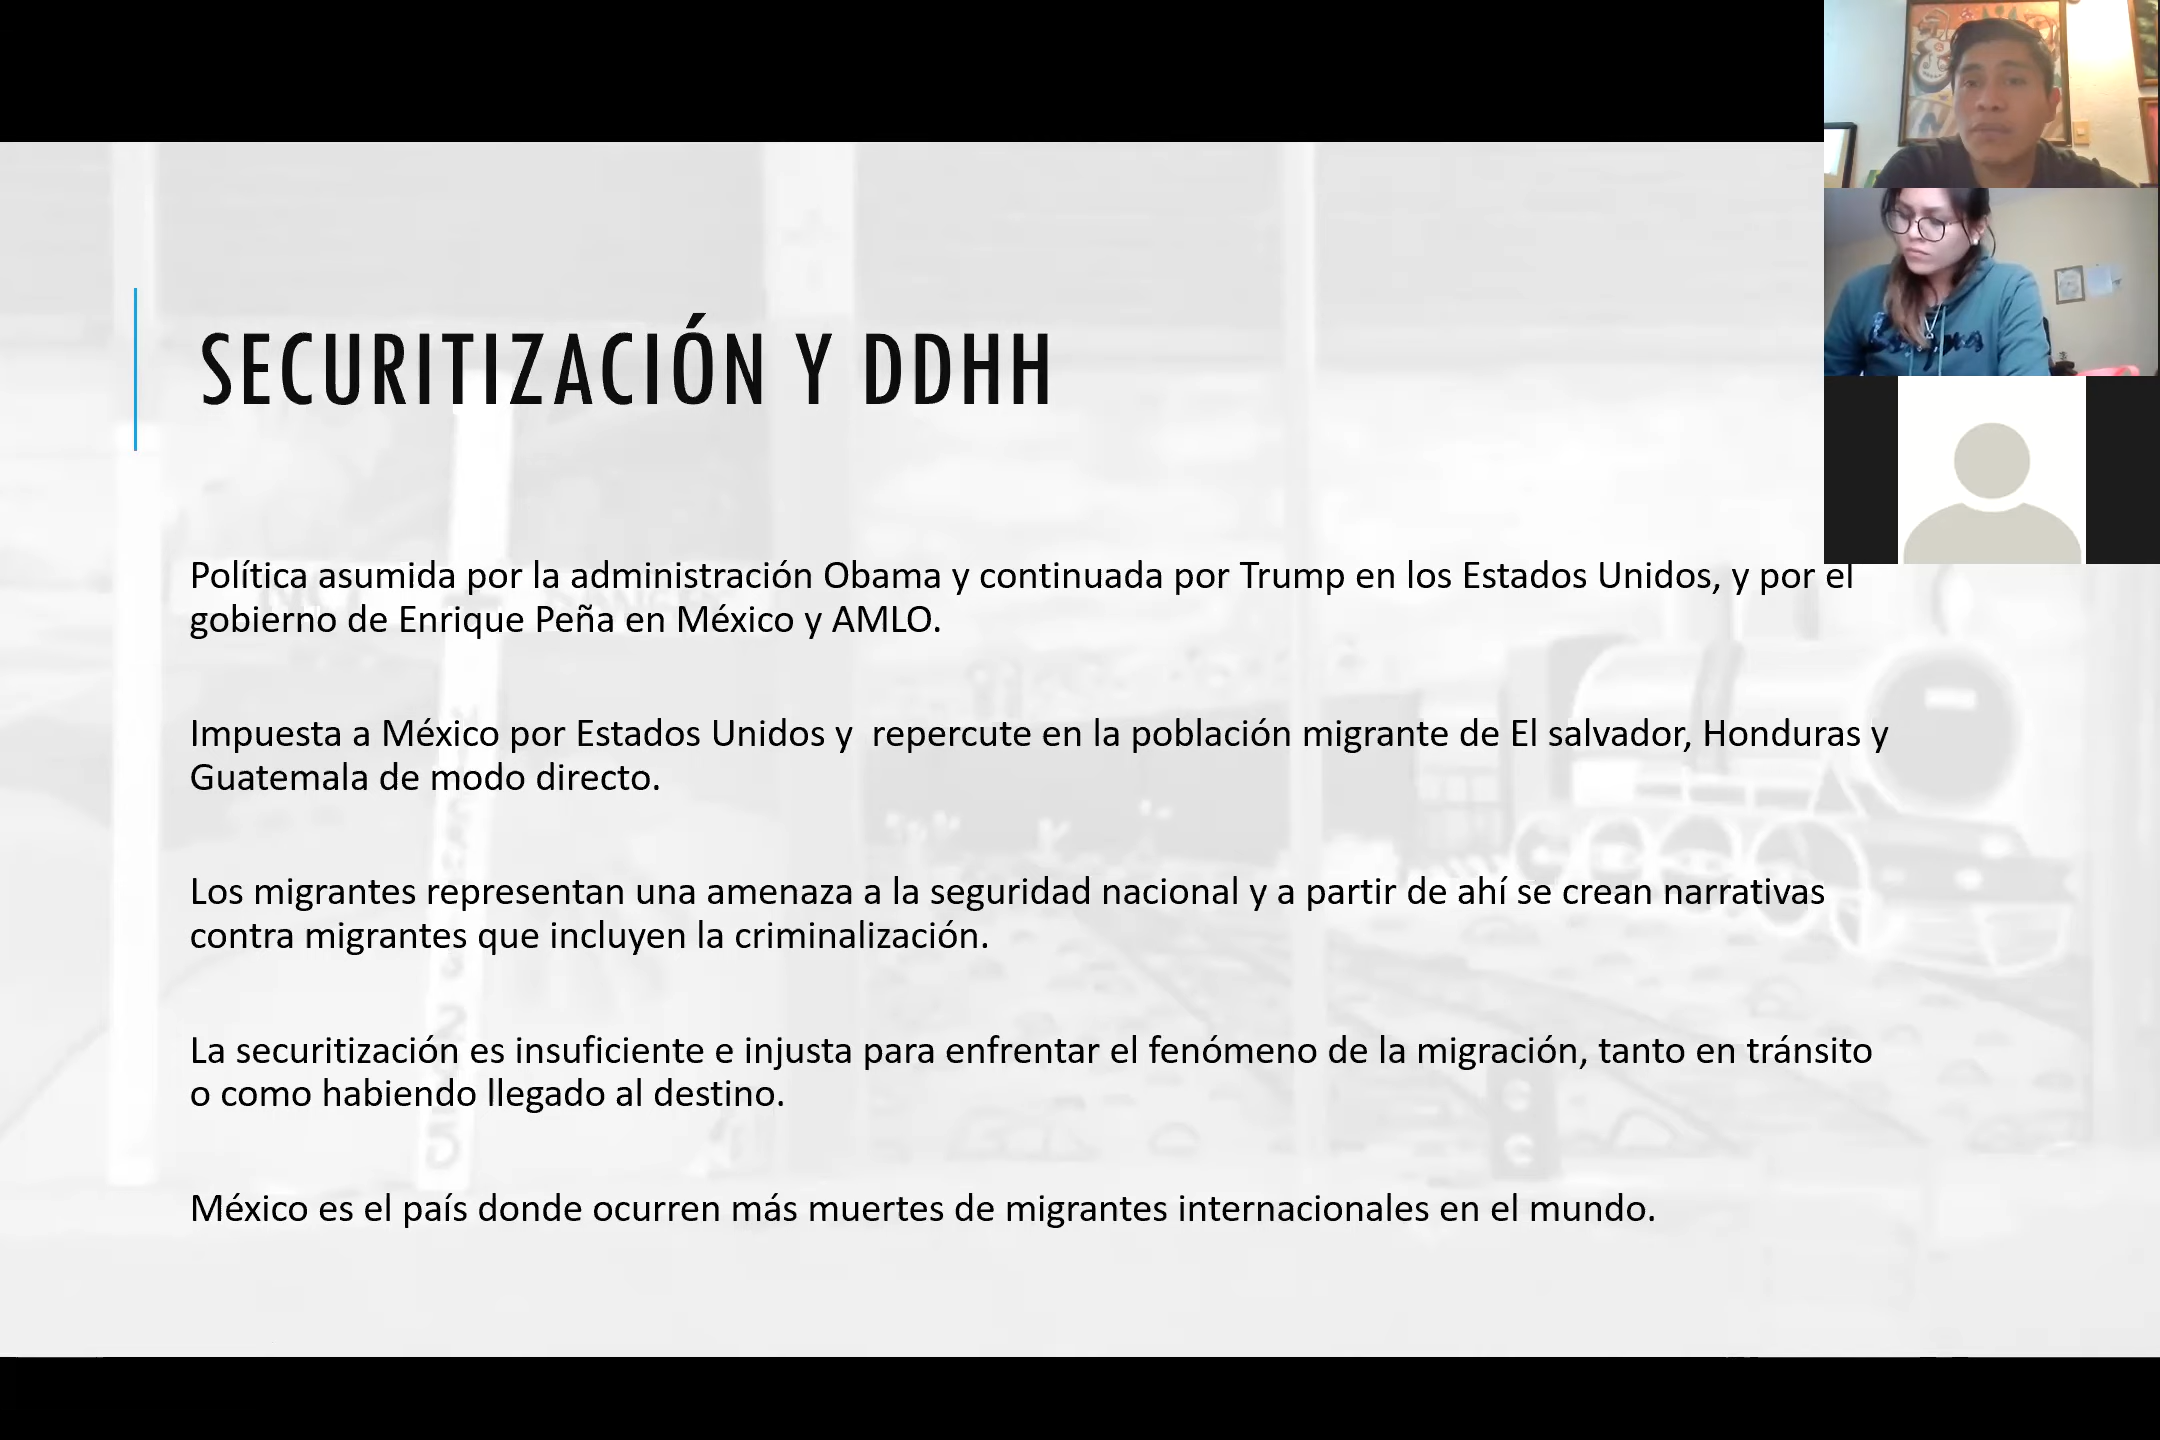 SECURITIZACIÓN Y DDHH
Política asumida por la administración Obama y continuada por Trump en los Estados Unidos, y por el
gobierno de Enrique Peña en México y AMLO.
Impuesta a México por Estados Unidos y  repercute en la población migrante de El salvador, Honduras y
Guatemala de modo directo.
Los migrantes representan una amenaza a la seguridad nacional y a partir de ahí se crean narrativas
contra migrantes que incluyen la criminalización.
La securitización es insuficiente e injusta para enfrentar el fenómeno de la migración, tanto en tránsito
o como habiendo llegado al destino.
México es el país donde ocurren más muertes de migrantes internacionales en el mundo.